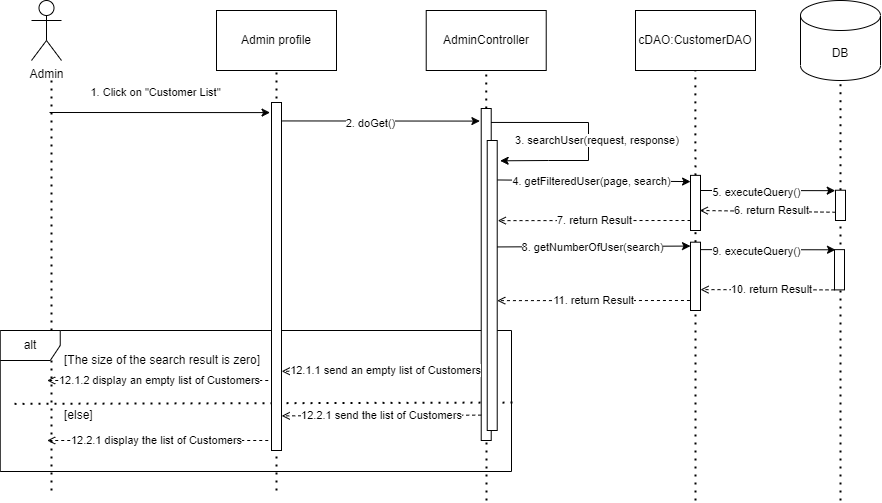 Admin profile
AdminController
cDAO:CustomerDAO
DB
Admin
1. Click on "Customer List"
2. doGet()
3. searchUser(request, response)
4. getFilteredUser(page, search)
5. executeQuery()
6. return Result
7. return Result
8. getNumberOfUser(search)
9. executeQuery()
10. return Result
11. return Result
alt
[The size of the search result is zero]
12.1.1 send an empty list of Customers
12.1.2 display an empty list of Customers
[else]
12.2.1 send the list of Customers
12.2.1 display the list of Customers